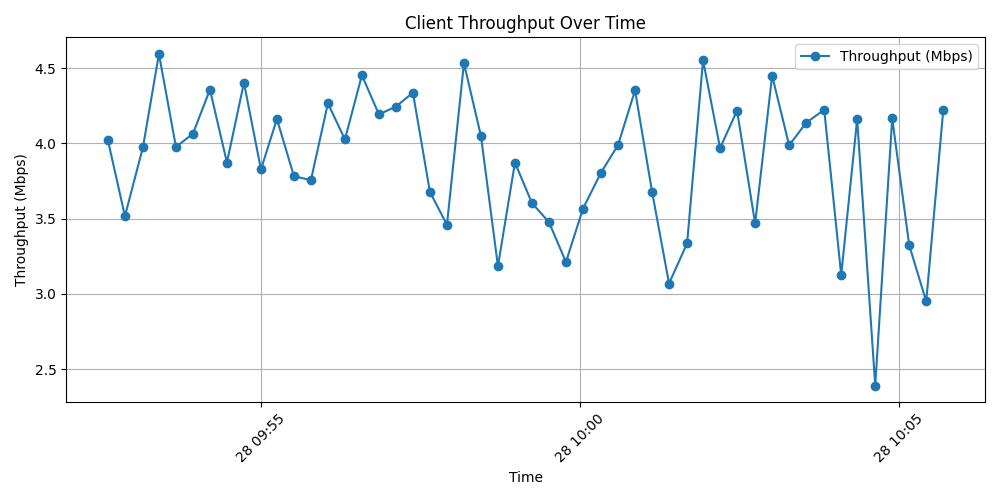 Client Throughput Over Time
Throughput (Mbps)
Throughput (Mbps)
4.5
4.0
3.5
3.0
2.5
28 09:55
28 10:00
28 10:05
Time